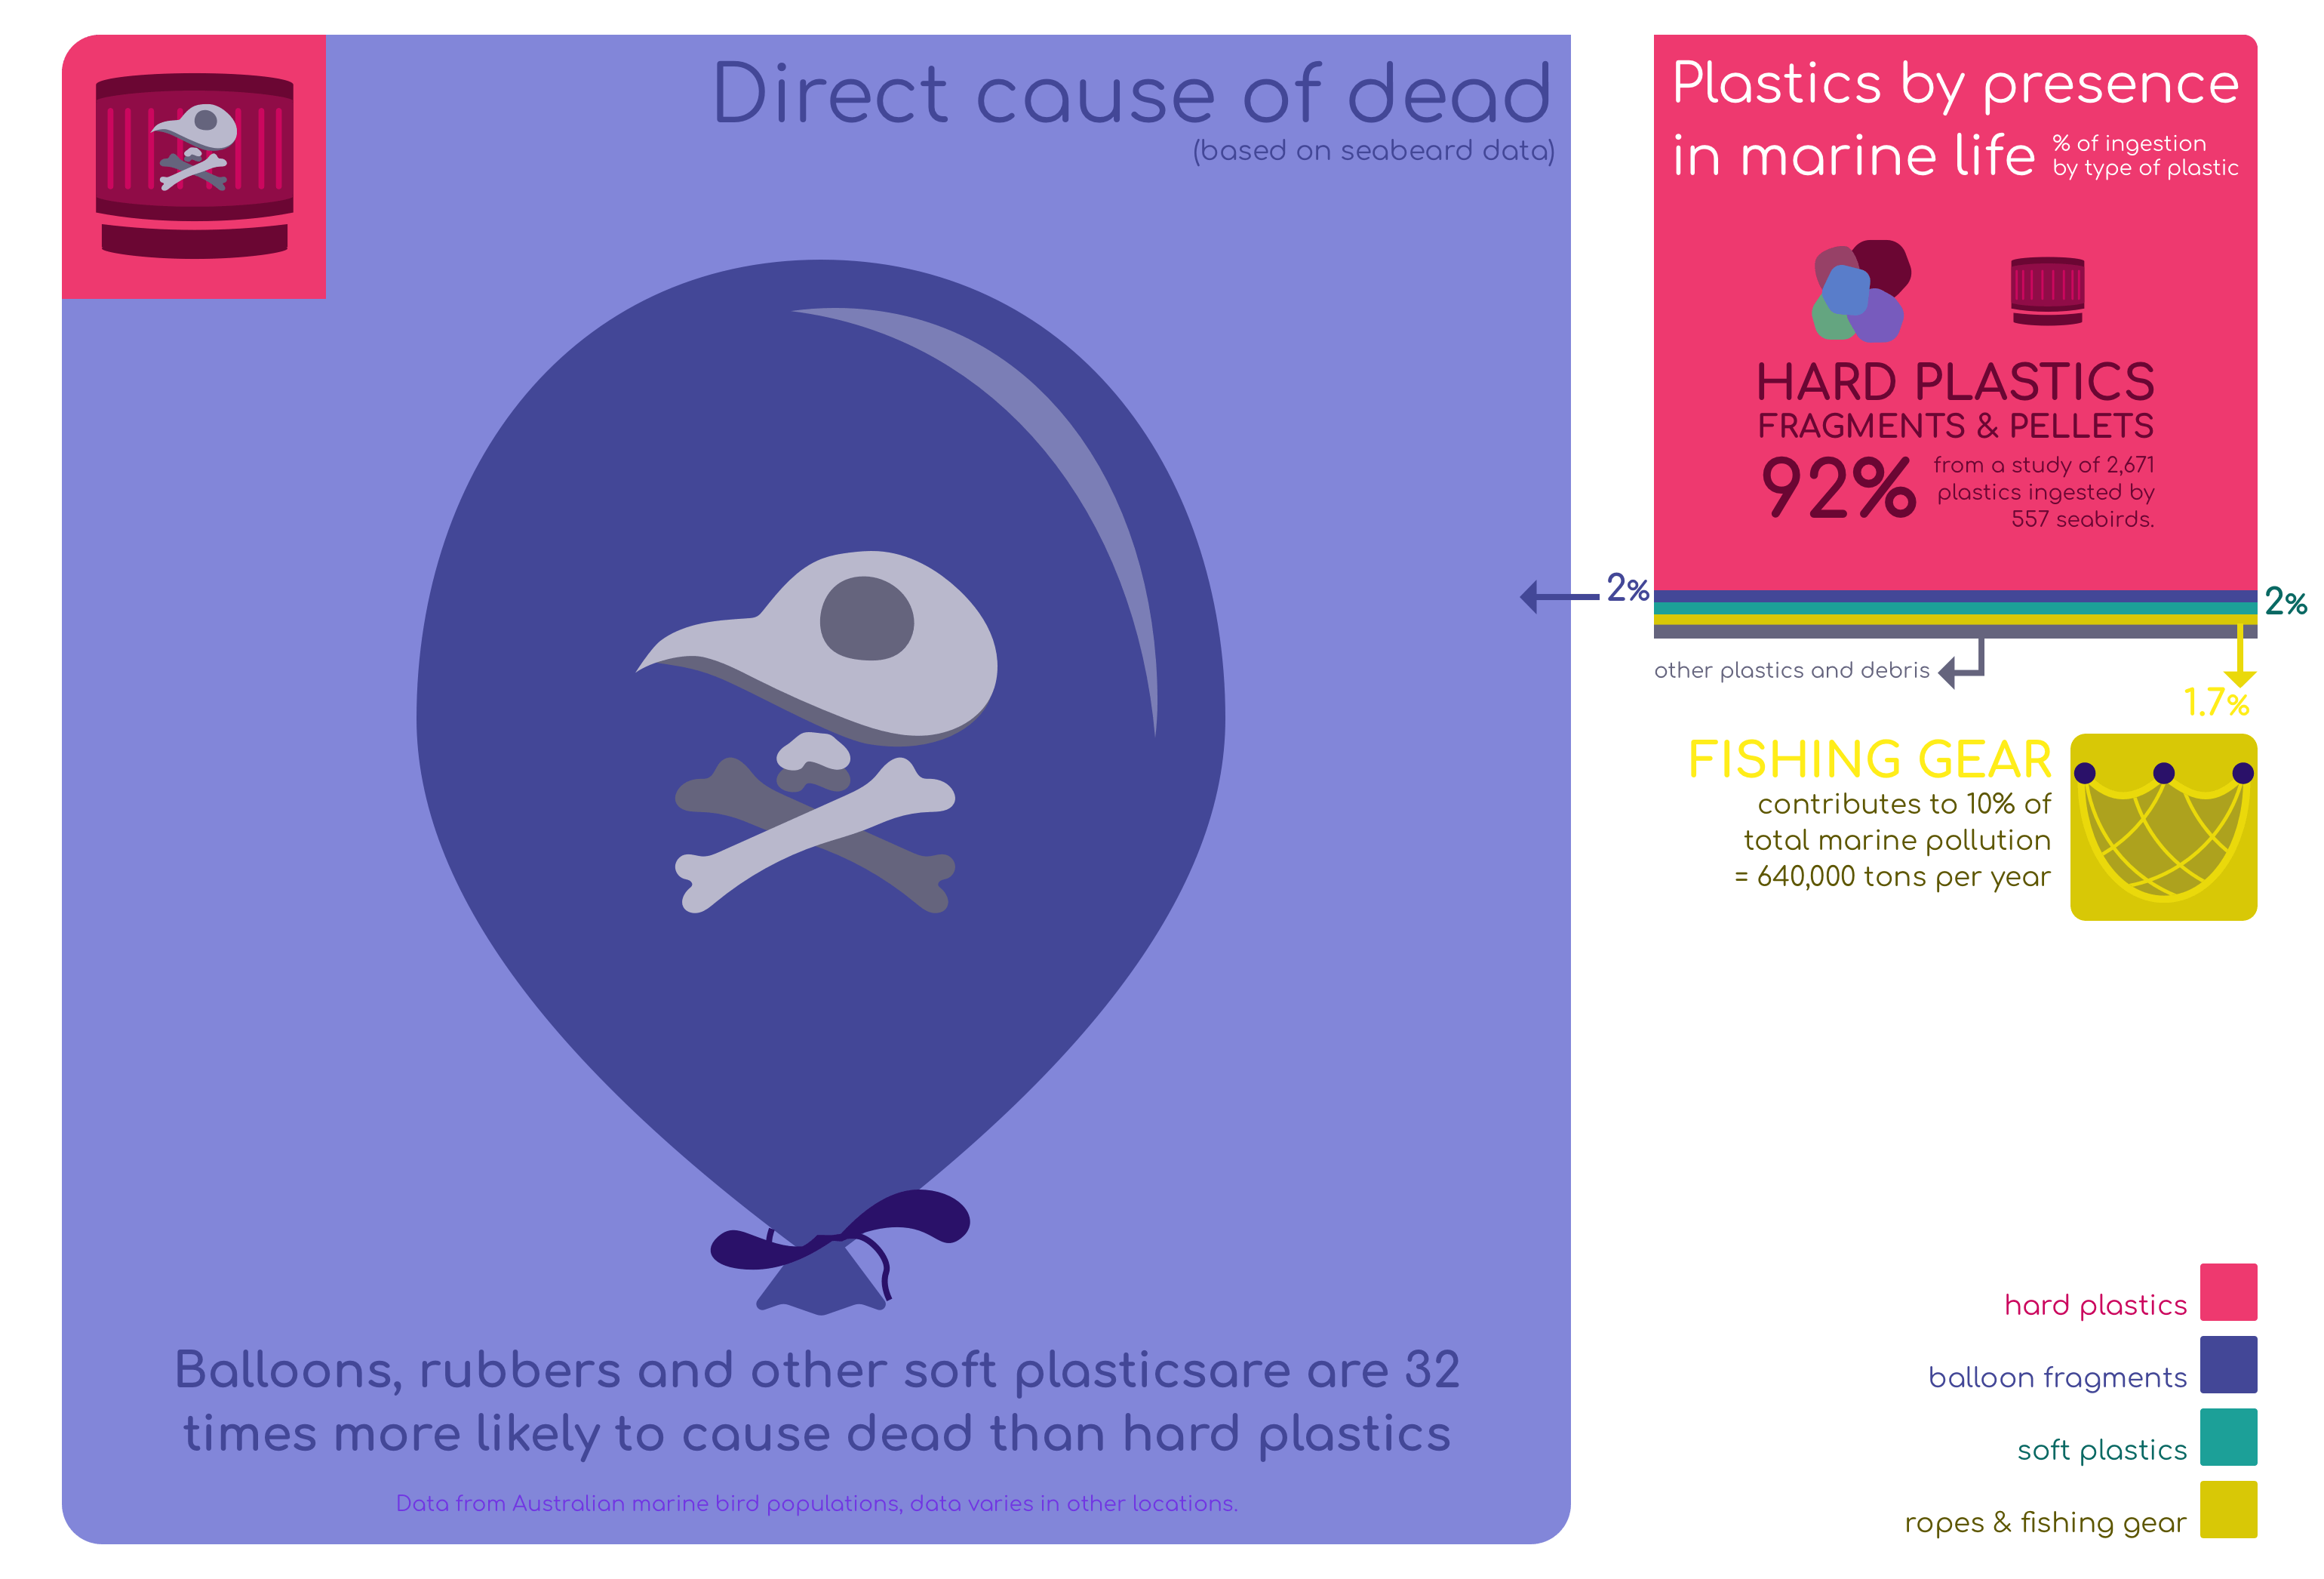 Direct cause of dead
(based on seabeard data)
Balloons, rubbers and other soft plasticsare are 32
times more likely to cause dead than hard plastics
Data from Australian marine bird populations, data varies in other locations.
Plastics by presence
in marine life
% of ingestion
by type of plastic
HARD PLASTICS
FRAGMENTS & PELLETS
92%
from a study of 2,671
plastics ingested by
557 seabirds.
2%
2%
other plastics and debris
1.7%
FISHING GEAR
contributes to 10% of
total marine pollution
= 640,000 tons per year
hard plastics
balloon fragments
soft plastics
ropes & fishing gear